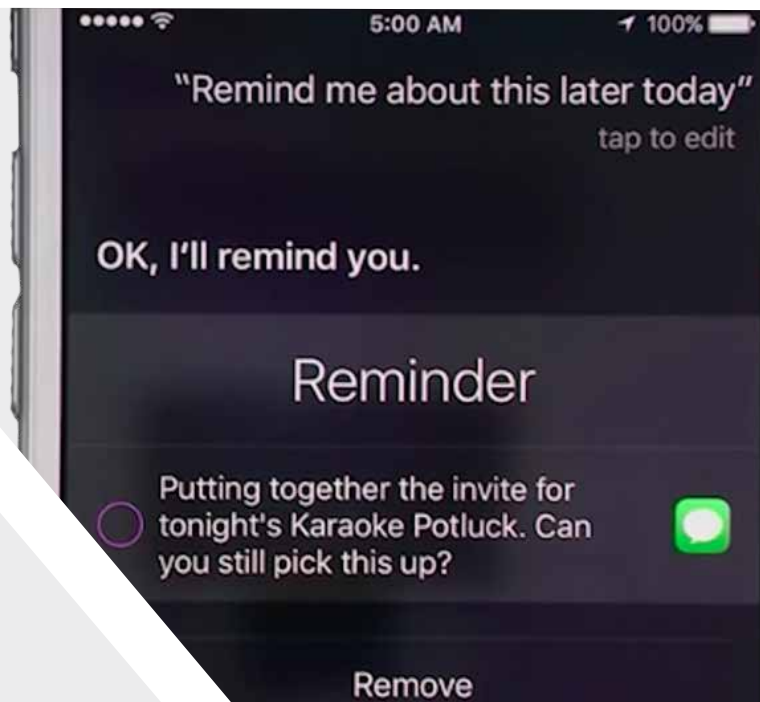 5:00 AM
100%
“Remind me about this later today”
tap to edit
OK, I'll remind you.
Reminder
Putting together the invite for
tonight's Karaoke Potluck. Can
you still pick this up?
Remove